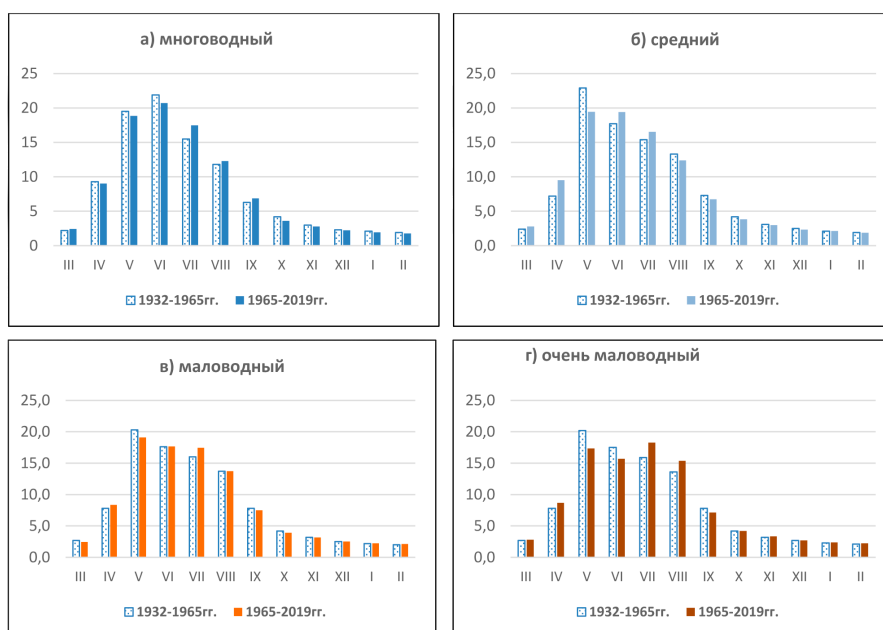 а) многоводный
25
20
15
10
5
0
III IV V VI VII VIII IX X XI XII I II
1932-1965гг. 1965-2019гг.
б) средний
25,0
20,0
15,0
10,0
5,0
0,0
III IV V VI VII VIII IX X XI XII I II
1932-1965гг. 1965-2019гг.
в) маловодный
25,0
20,0
15,0
10,0
5,0
0,0
III IV V VI VII VIII IX X XI XII I II
1932-1965гг. 1965-2019гг.
г) очень маловодный
25,0
20,0
15,0
10,0
5,0
0,0
III IV V VI VII VIII IX X XI XII I II
1932-1965гг. 1965-2019гг.